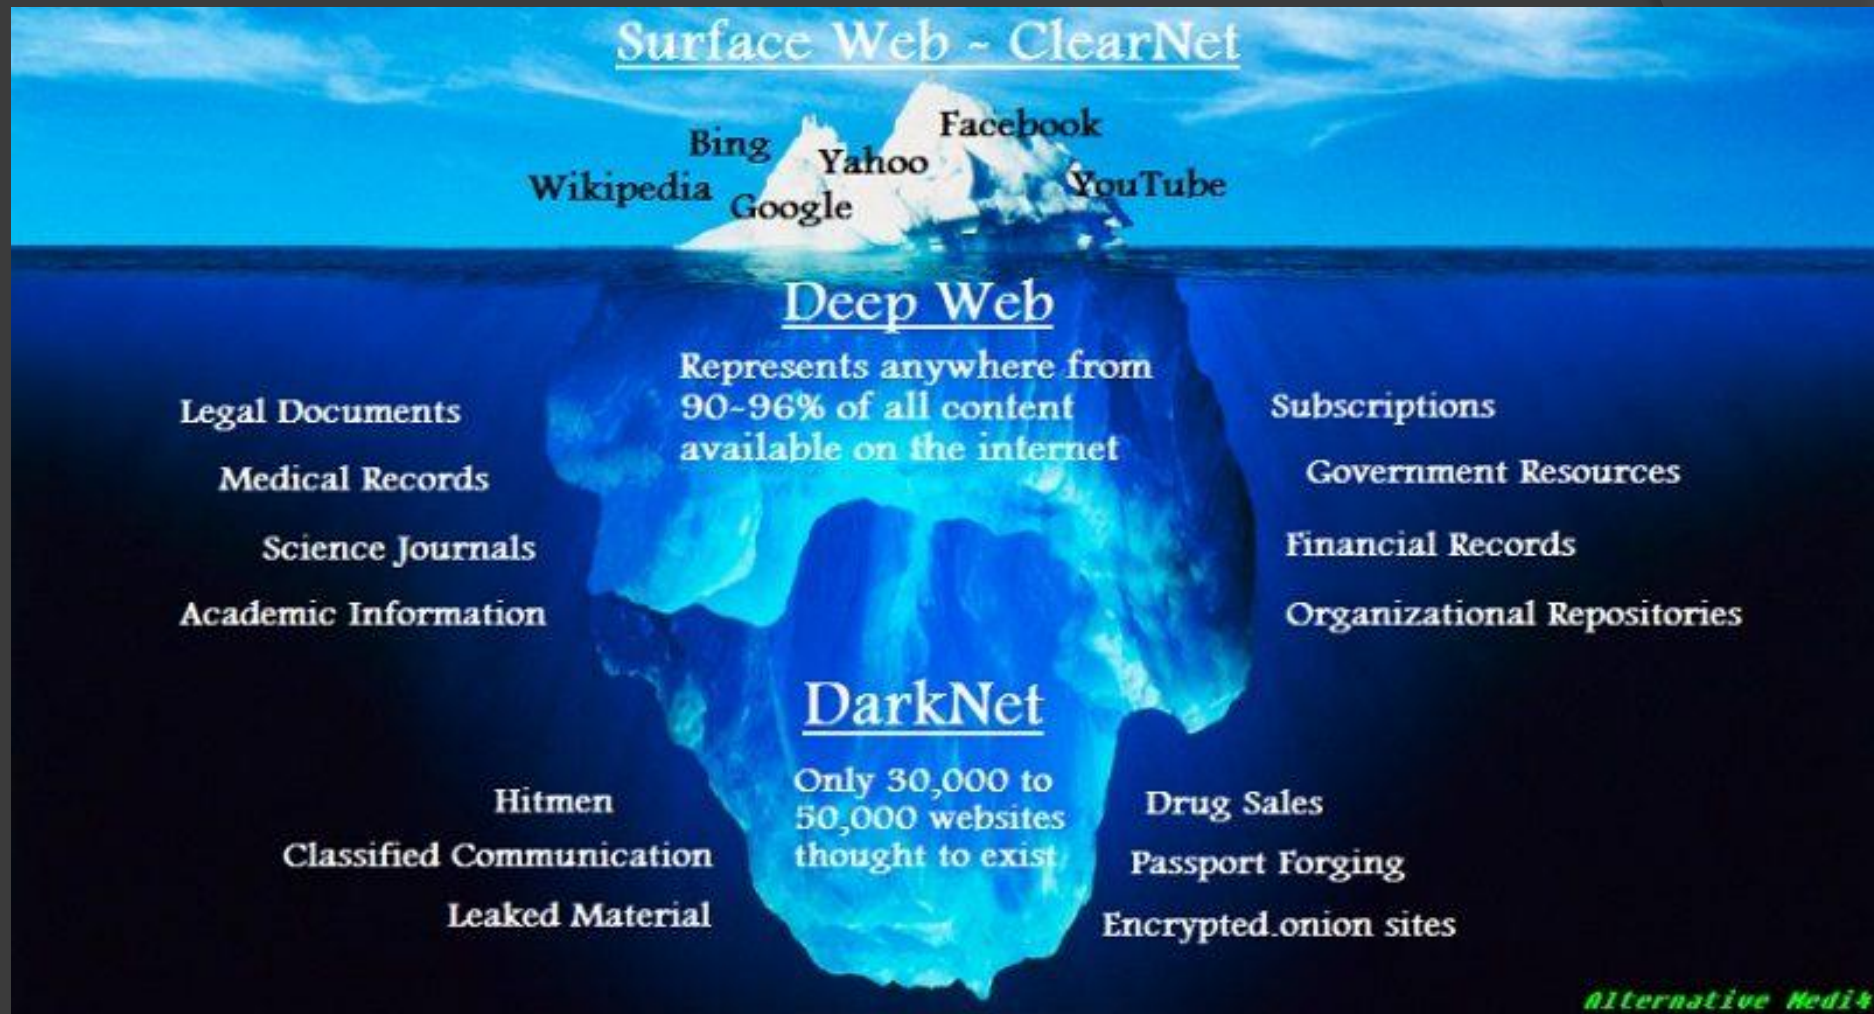 Surface Web - ClearNet
Facebook
Bing
Yahoo
Wikipedia
YouTube
Google
Deep Web
Represents anywhere from
90-96% of all content
available on the internet
Legal Documents
Medical Records
Science Journals
Academic Information
Subscriptions
Government Resources
Financial Records
Organizational Repositories
DarkNet
Only 30,000 to
50,000 websites
thought to exist
Hitmen
Classified Communication
Leaked Material
Drug Sales
Passport Forging
Encrypted.onion sites
Alternative Medi4